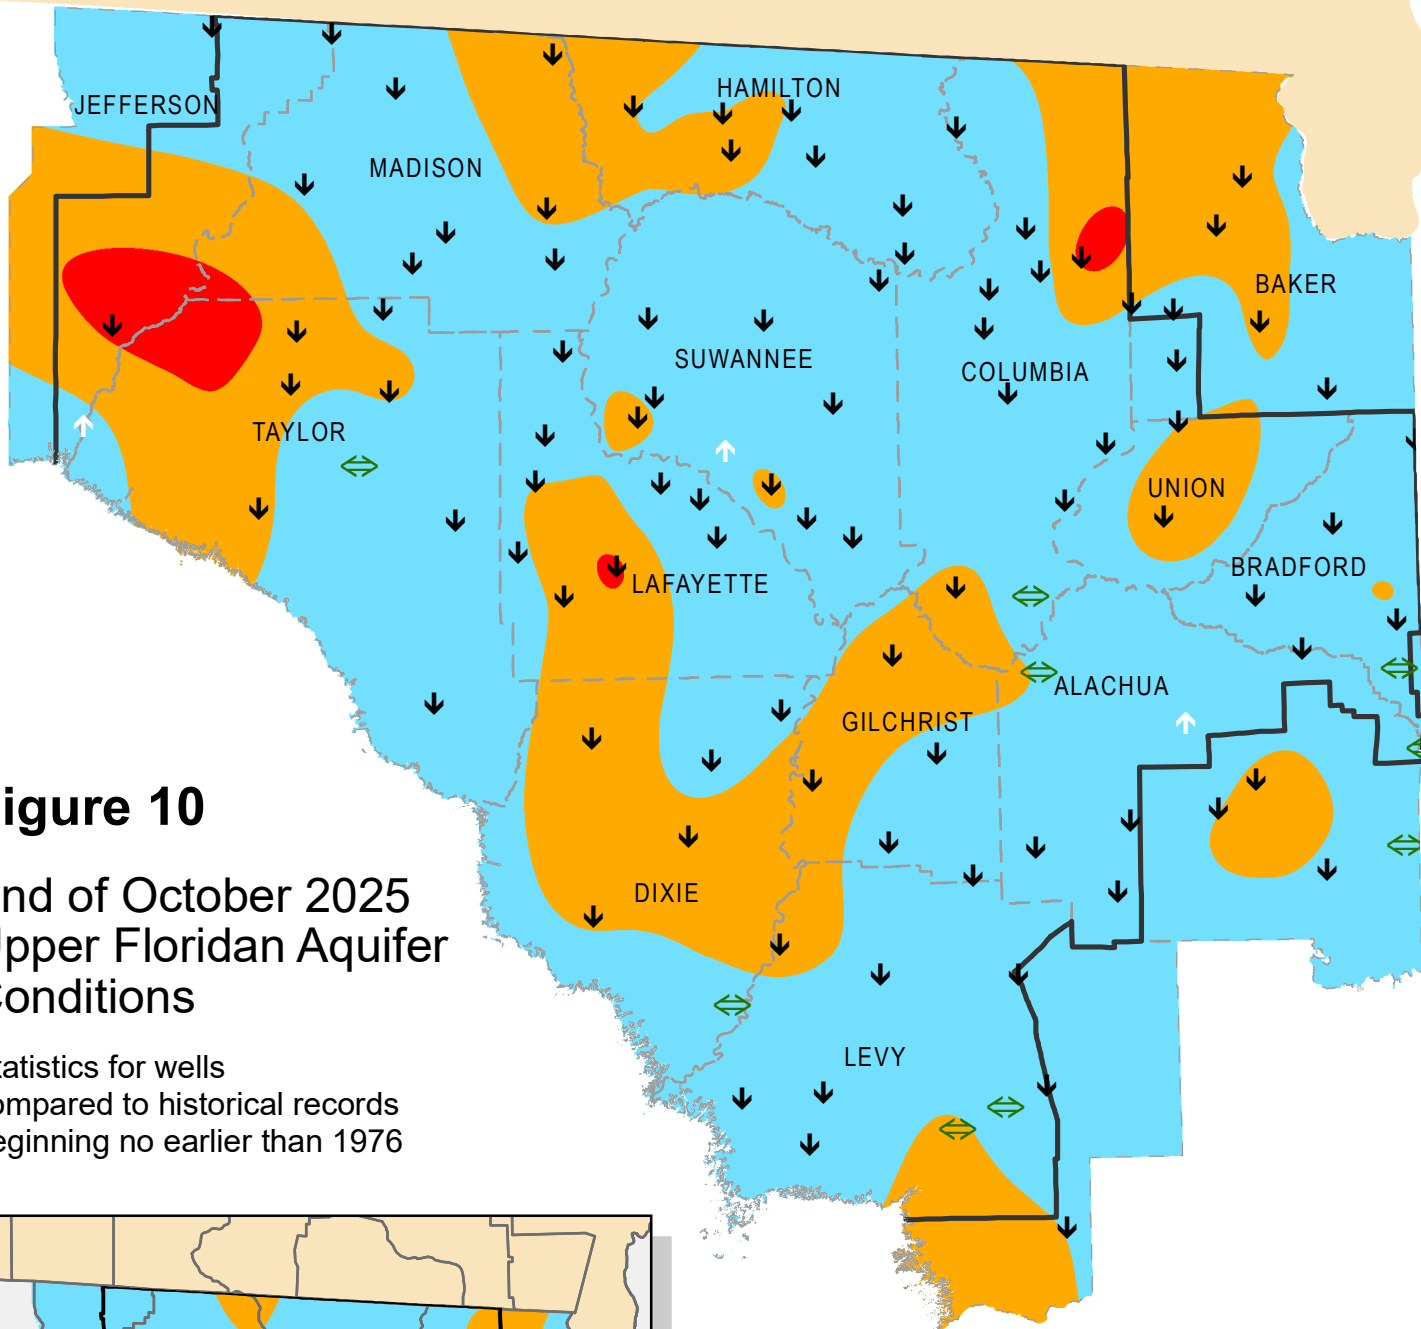 HAMILTON
JEFFERSON
MADISON
BAKER
SUWANNEE
COLUMBIA
TAYLOR
UNION
BRADFORD
LAFAYETTE
ALACHUA
GILCHRIST
igure 10
nd of October 2025
pper Floridan Aquifer
onditions
DIXIE
LEVY
tatistics for wells
ompared to historical records
eginning no earlier than 1976